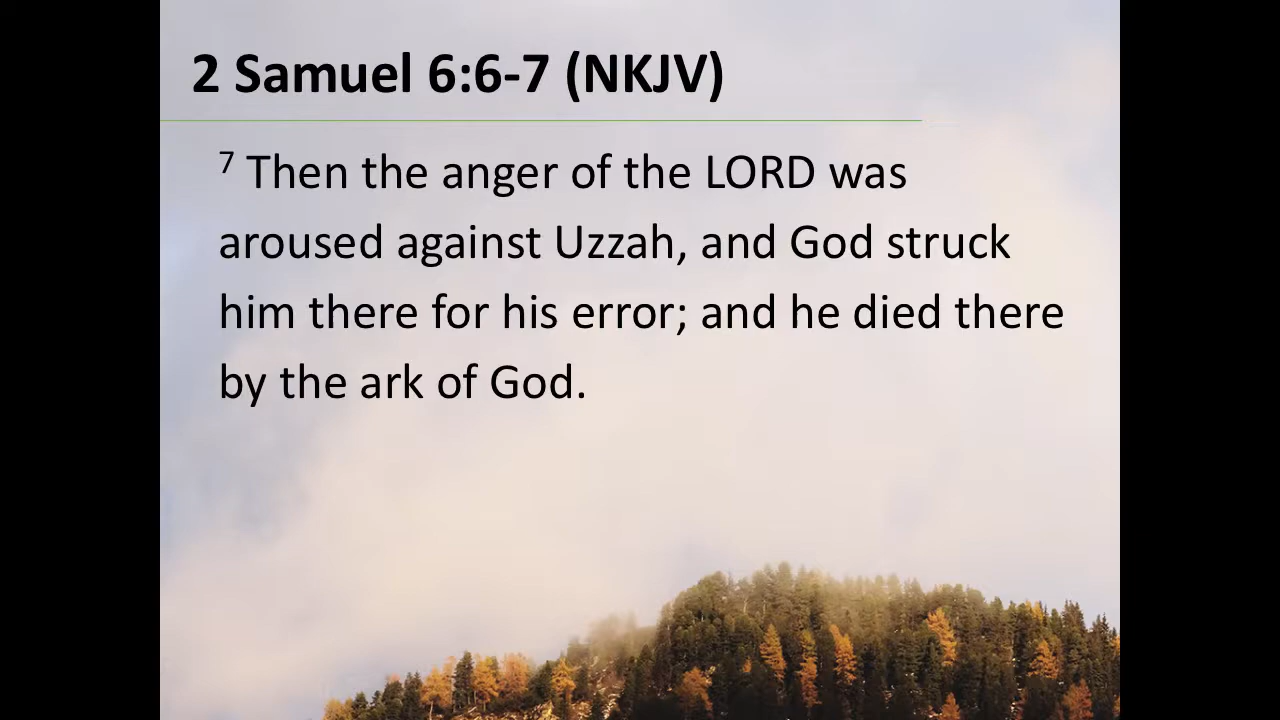 2 Samuel 6:6-7 (NKJV)
7 Then the anger of the LORD was
aroused against Uzzah, and God struck
him there for his error; and he died there
by the ark of God.